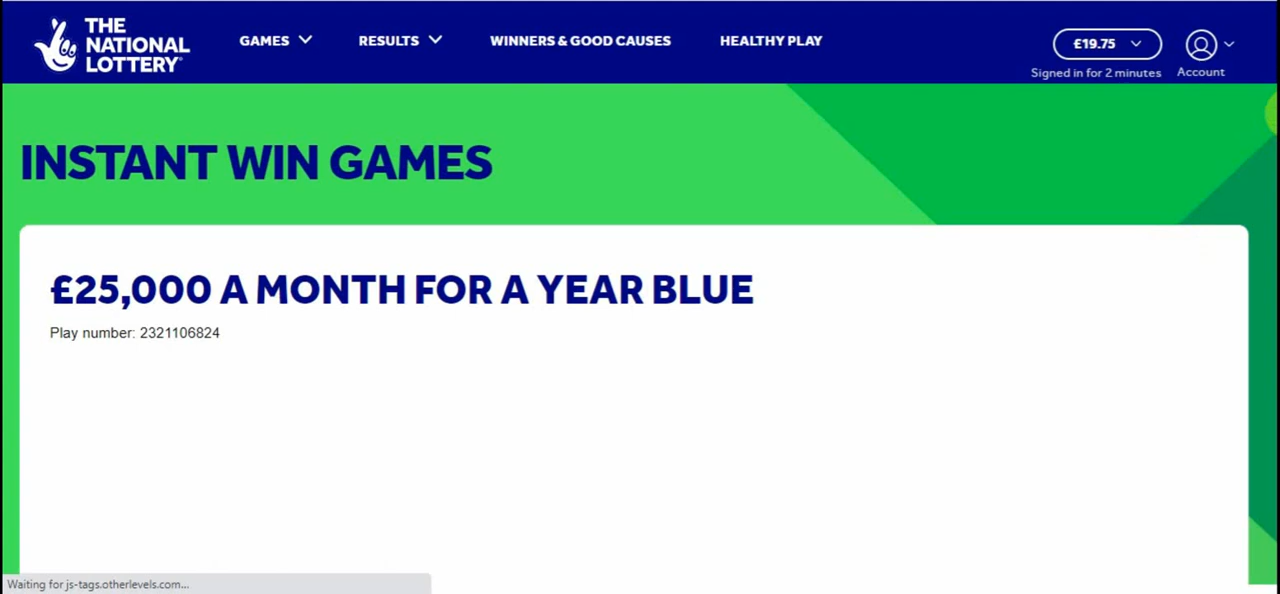 THE
NATIONAL
LOTTERY®
GAMES
RESULTS
WINNERS & GOOD CAUSES
HEALTHY PLAY
£19.75
Signed in for 2 minutes
Account
INSTANT WIN GAMES
£25,000 A MONTH FOR A YEAR BLUE
Play number: 2321106824
Waiting for js-tags.otherlevels.com...